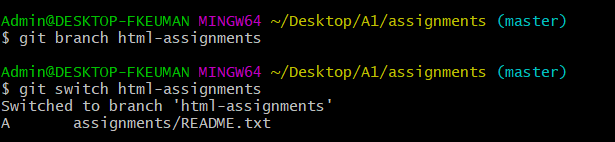 Admin@DESKTOP-FKEUMAN MINGW64 ~/Desktop/A1/assignments (master)
$ git branch html-assignments
Admin@DESKTOP-FKEUMAN MINGW64 ~/Desktop/A1/assignments (master)
$ git switch html-assignments
Switched to branch 'html-assignments'
A       assignments/README.txt